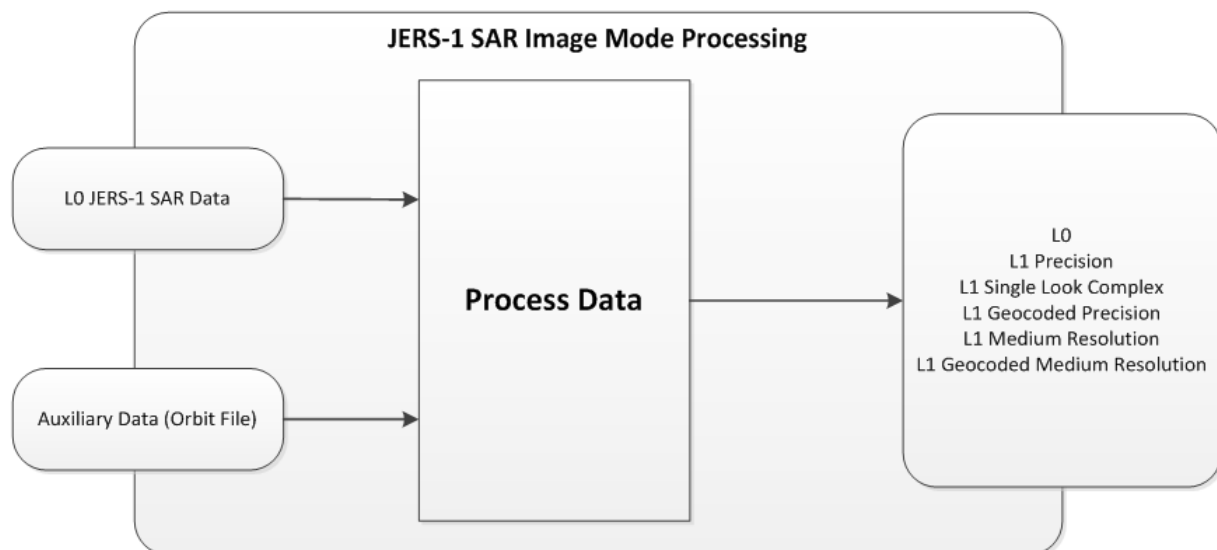 JERS-1 SAR Image Mode Processing
L0 JERS-1 SAR Data
Auxiliary Data (Orbit File)
Process Data
L0
L1 Precision
L1 Single Look Complex
L1 Geocoded Precision
L1 Medium Resolution
L1 Geocoded Medium Resolution